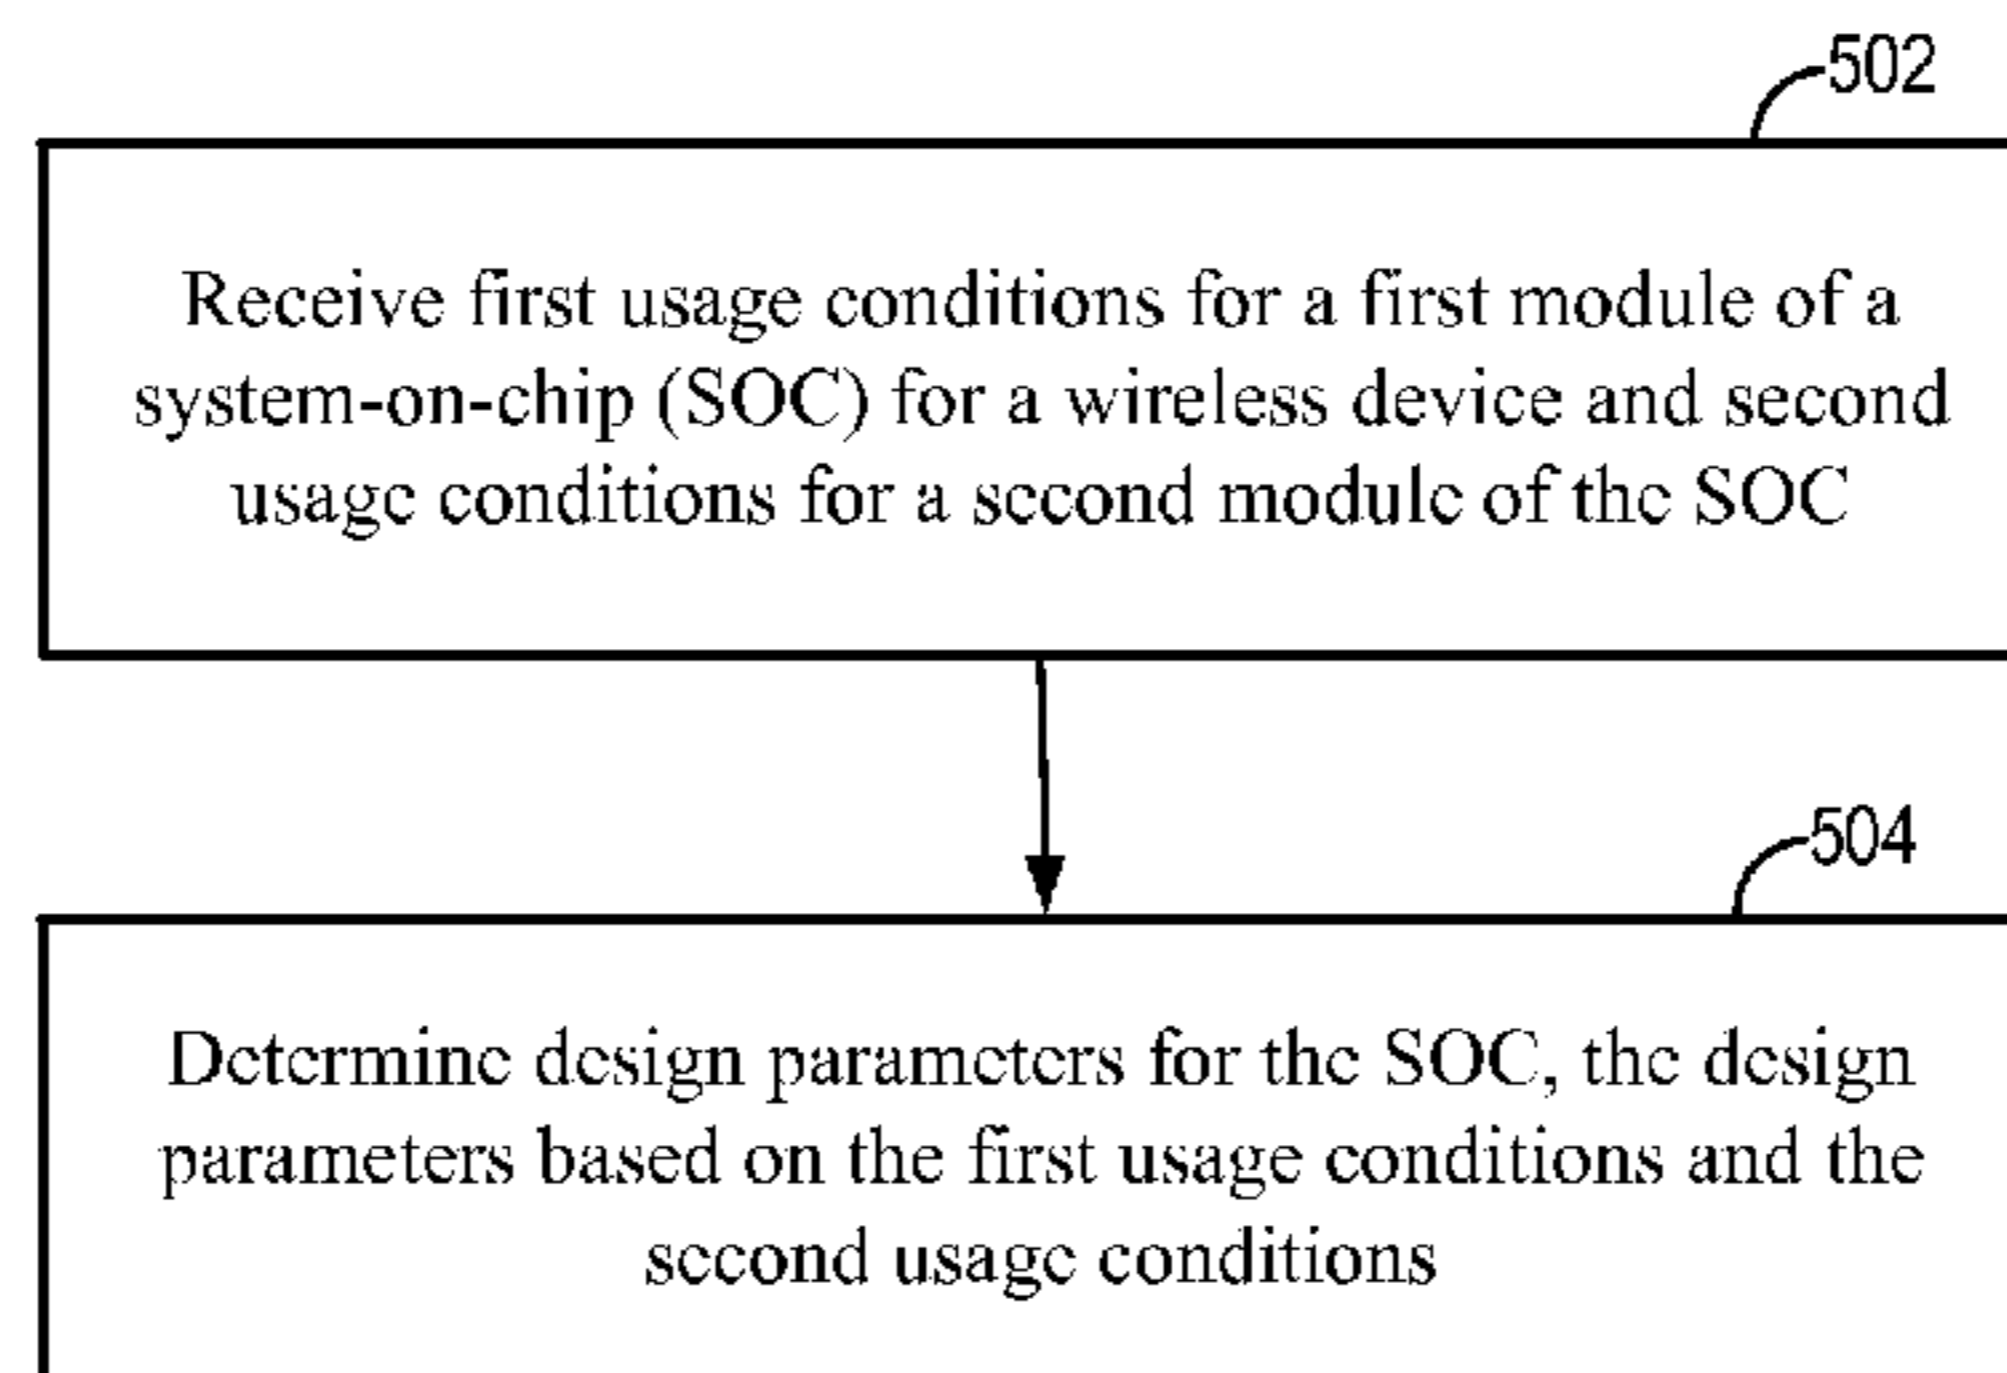 502
Receive first usage conditions for a first module of a
system-on-chip (SOC) for a wireless device and second
usage conditions for a second module of the SOC
504
Determine design parameters for the SOC, the design
parameters based on the first usage conditions and the
second usage conditions